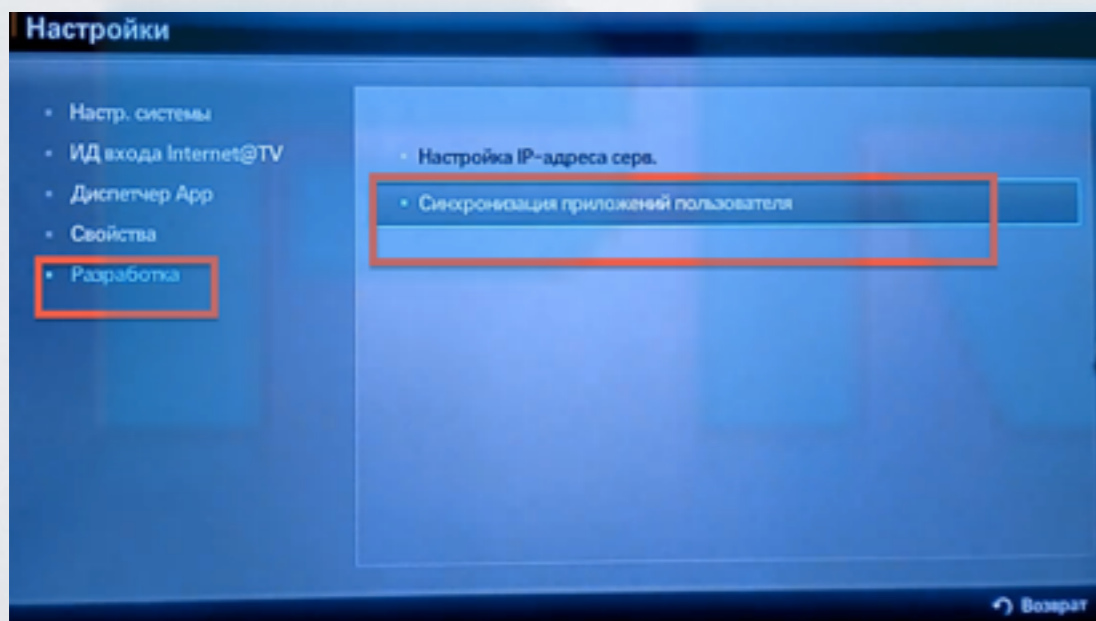 Настройки
Настр. системы
ИД входа Internet@TV
Диспетчер App
Свойства
Разработка
Настройка IP-адреса серв.
Синхронизация приложений пользователя
Возврат